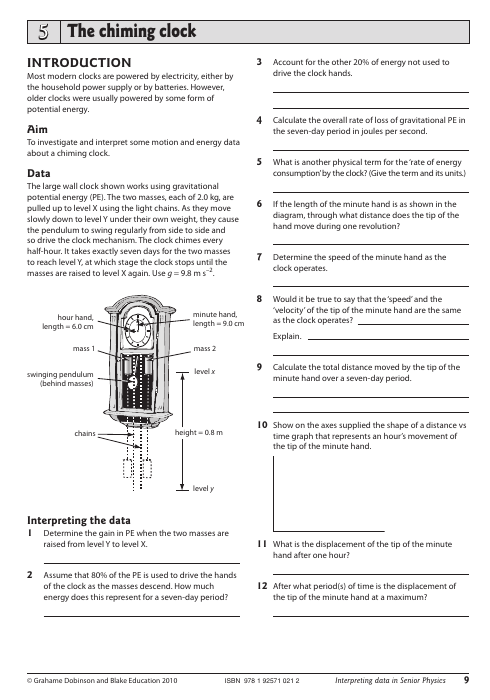 5 The chiming clock
INTRODUCTION
Most modern clocks are powered by electricity, either by
the household power supply or by batteries. However,
older clocks were usually powered by some form of
potential energy.
Aim
To investigate and interpret some motion and energy data
about a chiming clock.
Data
The large wall clock shown works using gravitational
potential energy (PE). The two masses, each of 2.0 kg, are
pulled up to level X using the light chains. As they move
slowly down to level Y under their own weight, they cause
the pendulum to swing regularly from side to side and
so drive the clock mechanism. The clock chimes every
half-hour. It takes exactly seven days for the two masses
to reach level Y, at which stage the clock stops until the
masses are raised to level X again. Use g = 9.8 m s⁻².
hour hand,
length = 6.0 cm
minute hand,
length = 9.0 cm
mass 1
mass 2
swinging pendulum
(behind masses)
level x
chains
height = 0.8 m
level y
Interpreting the data
1 Determine the gain in PE when the two masses are
raised from level Y to level X.
2 Assume that 80% of the PE is used to drive the hands
of the clock as the masses descend. How much
energy does this represent for a seven-day period?
3 Account for the other 20% of energy not used to
drive the clock hands.
4 Calculate the overall rate of loss of gravitational PE in
the seven-day period in joules per second.
5 What is another physical term for the 'rate of energy
consumption' by the clock? (Give the term and its units.)
6 If the length of the minute hand is as shown in the
diagram, through what distance does the tip of the
hand move during one revolution?
7 Determine the speed of the minute hand as the
clock operates.
8 Would it be true to say that the 'speed' and the
'velocity' of the tip of the minute hand are the same
as the clock operates?
Explain.
9 Calculate the total distance moved by the tip of the
minute hand over a seven-day period.
10 Show on the axes supplied the shape of a distance vs
time graph that represents an hour's movement of
the tip of the minute hand.
11 What is the displacement of the tip of the minute
hand after one hour?
12 After what period(s) of time is the displacement of
the tip of the minute hand at a maximum?
© Grahame Dobinson and Blake Education 2010 ISBN 978 1 92571 021 2 Interpreting data in Senior Physics 9